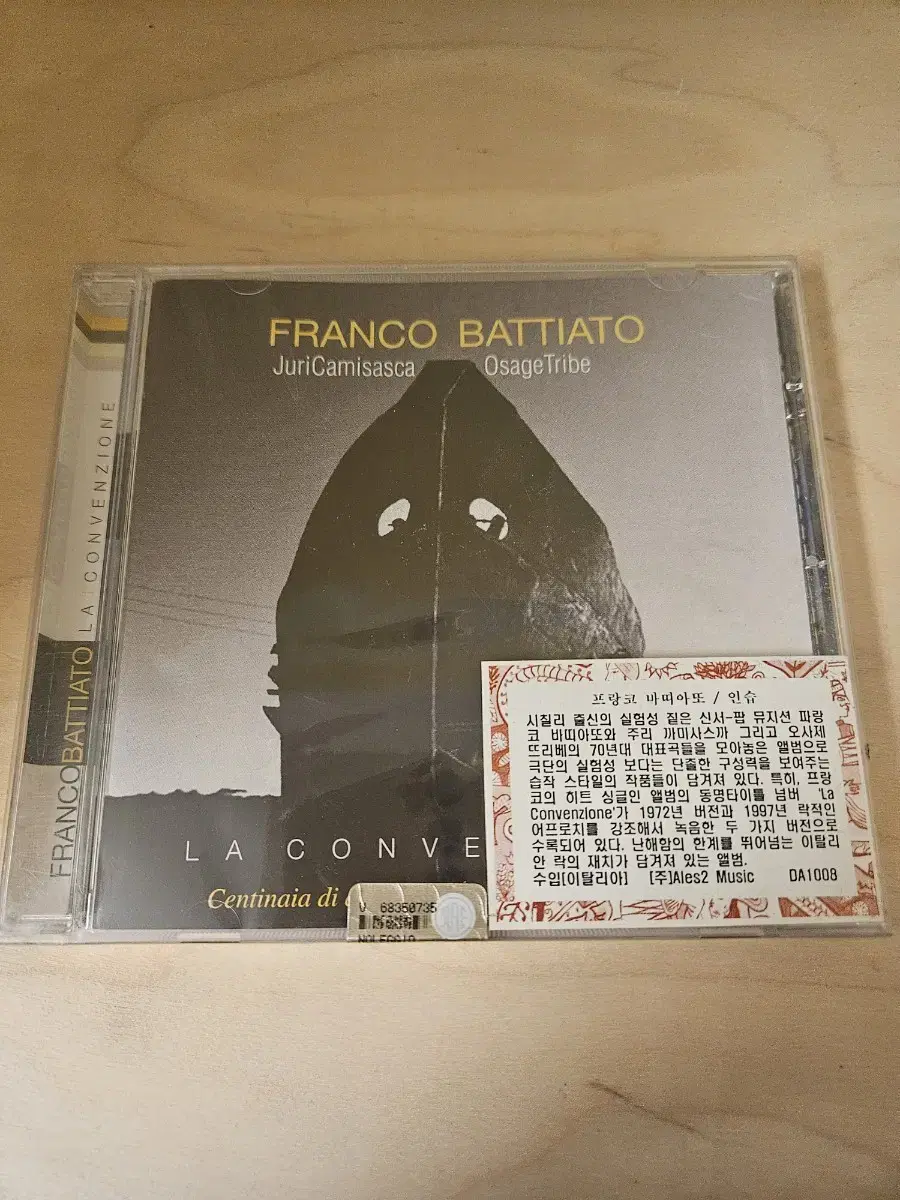 FRANCO BATTIATO
JuriCamisasca OsageTribe
FRANCOBATTIATO LA CONVENZIONE
LA CONVE
Centinaia di
V 68350735
NOLEGGIO
프랑코 바띠아또 / 인습
시칠리 출신의 실험성 짙은 신서-팝 뮤지션 파랑
코 바띠아또와 주리 까미사스까 그리고 오사제
뜨리베의 70년대 대표곡들을 모아놓은 앨범으로
극단의 실험성 보다는 단촐한 구성력을 보여주는
습작 스타일의 작품들이 담겨져 있다. 특히, 프랑
코의 히트 싱글인 앨범의 동명타이틀 넘버 'La
Convenzione'가 1972년 버전과 1997년 락적인
어프로치를 강조해서 녹음한 두 가지 버전으로
수록되어 있다. 난해함의 한계를 뛰어넘는 이탈리
안 락의 재치가 담겨져 있는 앨범.
수입[이탈리아] [주]Ales2 Music DA1008